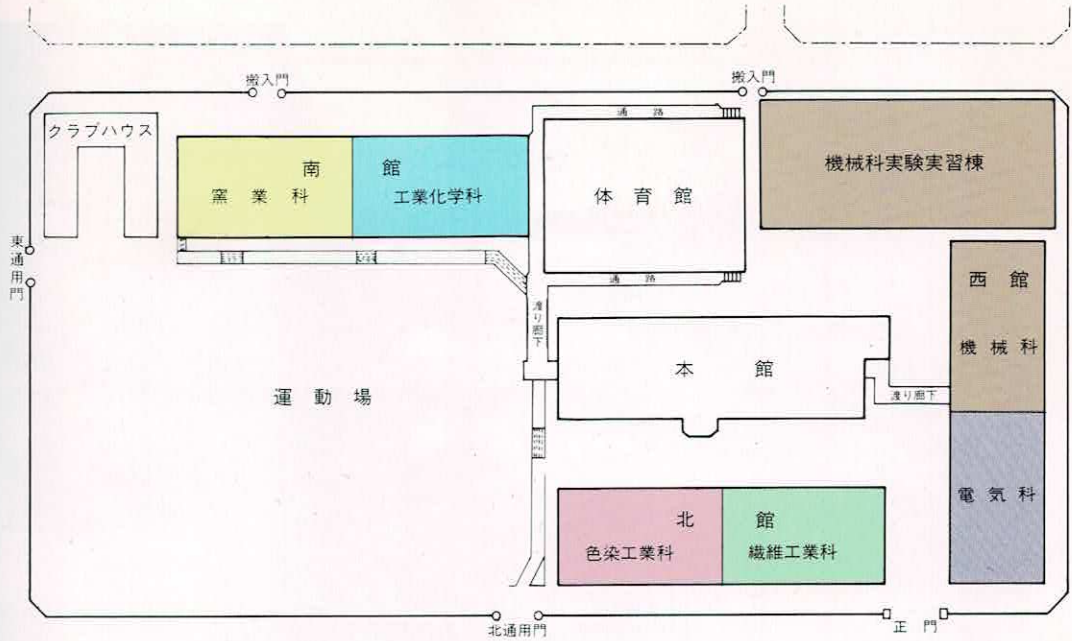 搬入門
搬入門
クラブハウス
通路
南館
窯業科
工業化学科
体育館
機械科実験実習棟
東通用門
通路
西館
機械科
渡り廊下
本館
渡り廊下
運動場
電気科
北館
色染工業科
繊維工業科
北通用門
正門